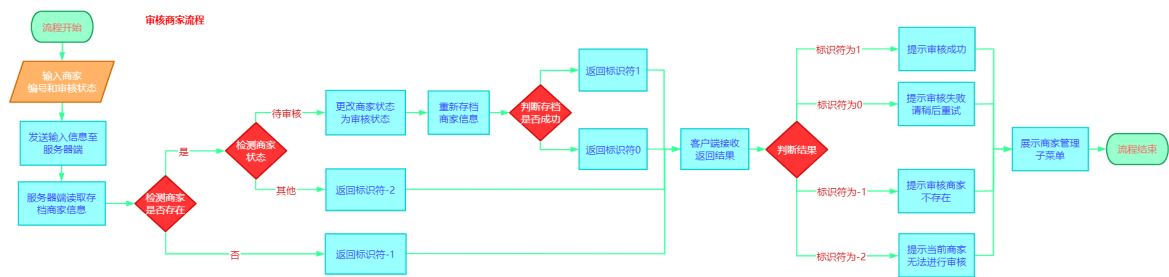 审核商家流程
流程开始
输入商家
编号和审核状态
发送输入信息至
服务器端
服务器端读取存
档商家信息
检测商家
是否存在
是
否
检测商家
状态
待审核
其他
更改商家状态
为审核状态
重新存档
商家信息
判断存档
是否成功
返回标识符1
返回标识符0
返回标识符-2
返回标识符-1
客户端接收
返回结果
判断结果
标识符为1
提示审核成功
标识符为0
提示审核失败
请稍后重试
标识符为-1
提示审核商家
不存在
标识符为-2
提示当前商家
无法进行审核
展示商家管理
子菜单
流程结束